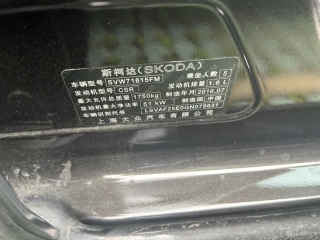 斯柯达(SKODA)
车辆型号 SVW71615FM 乘坐人数 5
发动机型号 CSR 发动机排量 1.6 L
最大允许总质量 1750kg 制造年月 2016.07
发动机最大净功率 81 kW 制造国 中国
车辆识别代号 LSVAF25E0GN079631
上海大众汽车有限公司